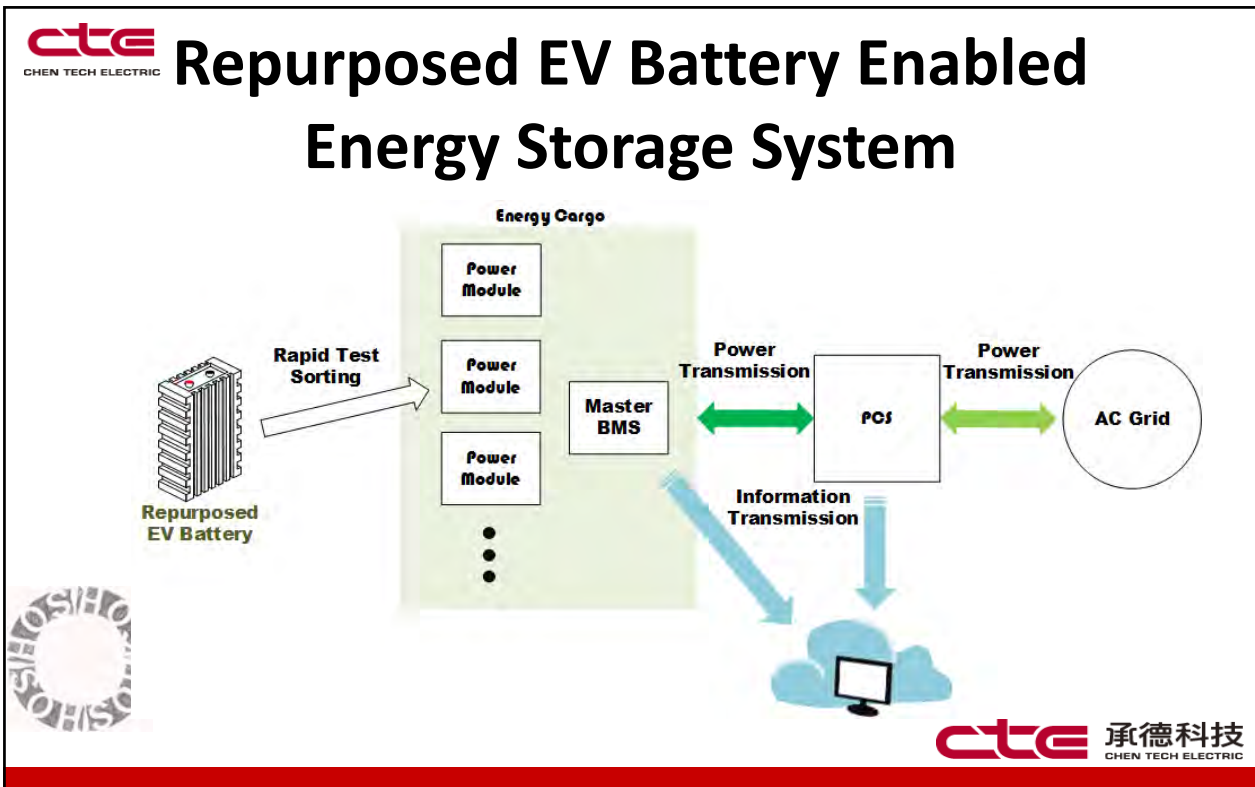 cte
CHEN TECH ELECTRIC
Repurposed EV Battery Enabled
Energy Storage System
Energy Cargo
Power
Module
Rapid Test
Sorting
Power
Module
Power
Module
Master
BMS
Power
Transmission
PCS
Power
Transmission
AC Grid
Repurposed
EV Battery
Information
Transmission
cte 承德科技
CHEN TECH ELECTRIC